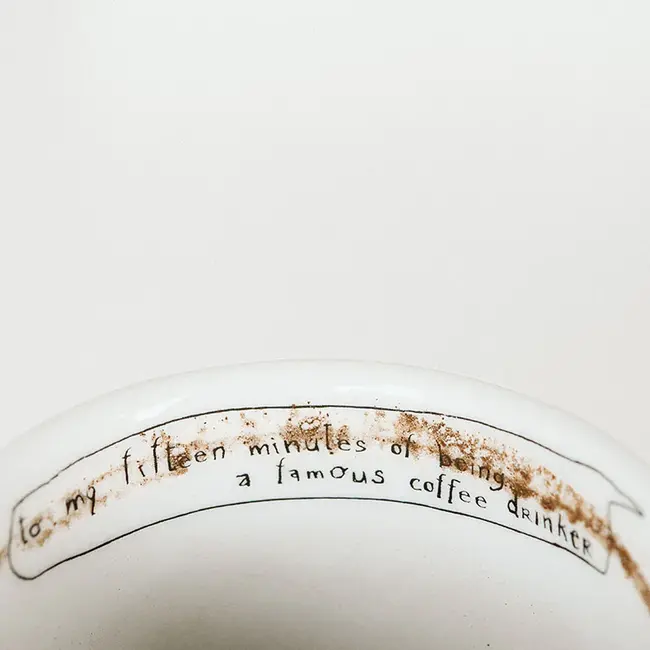 to my fifteen minutes of being
a famous coffee drinker